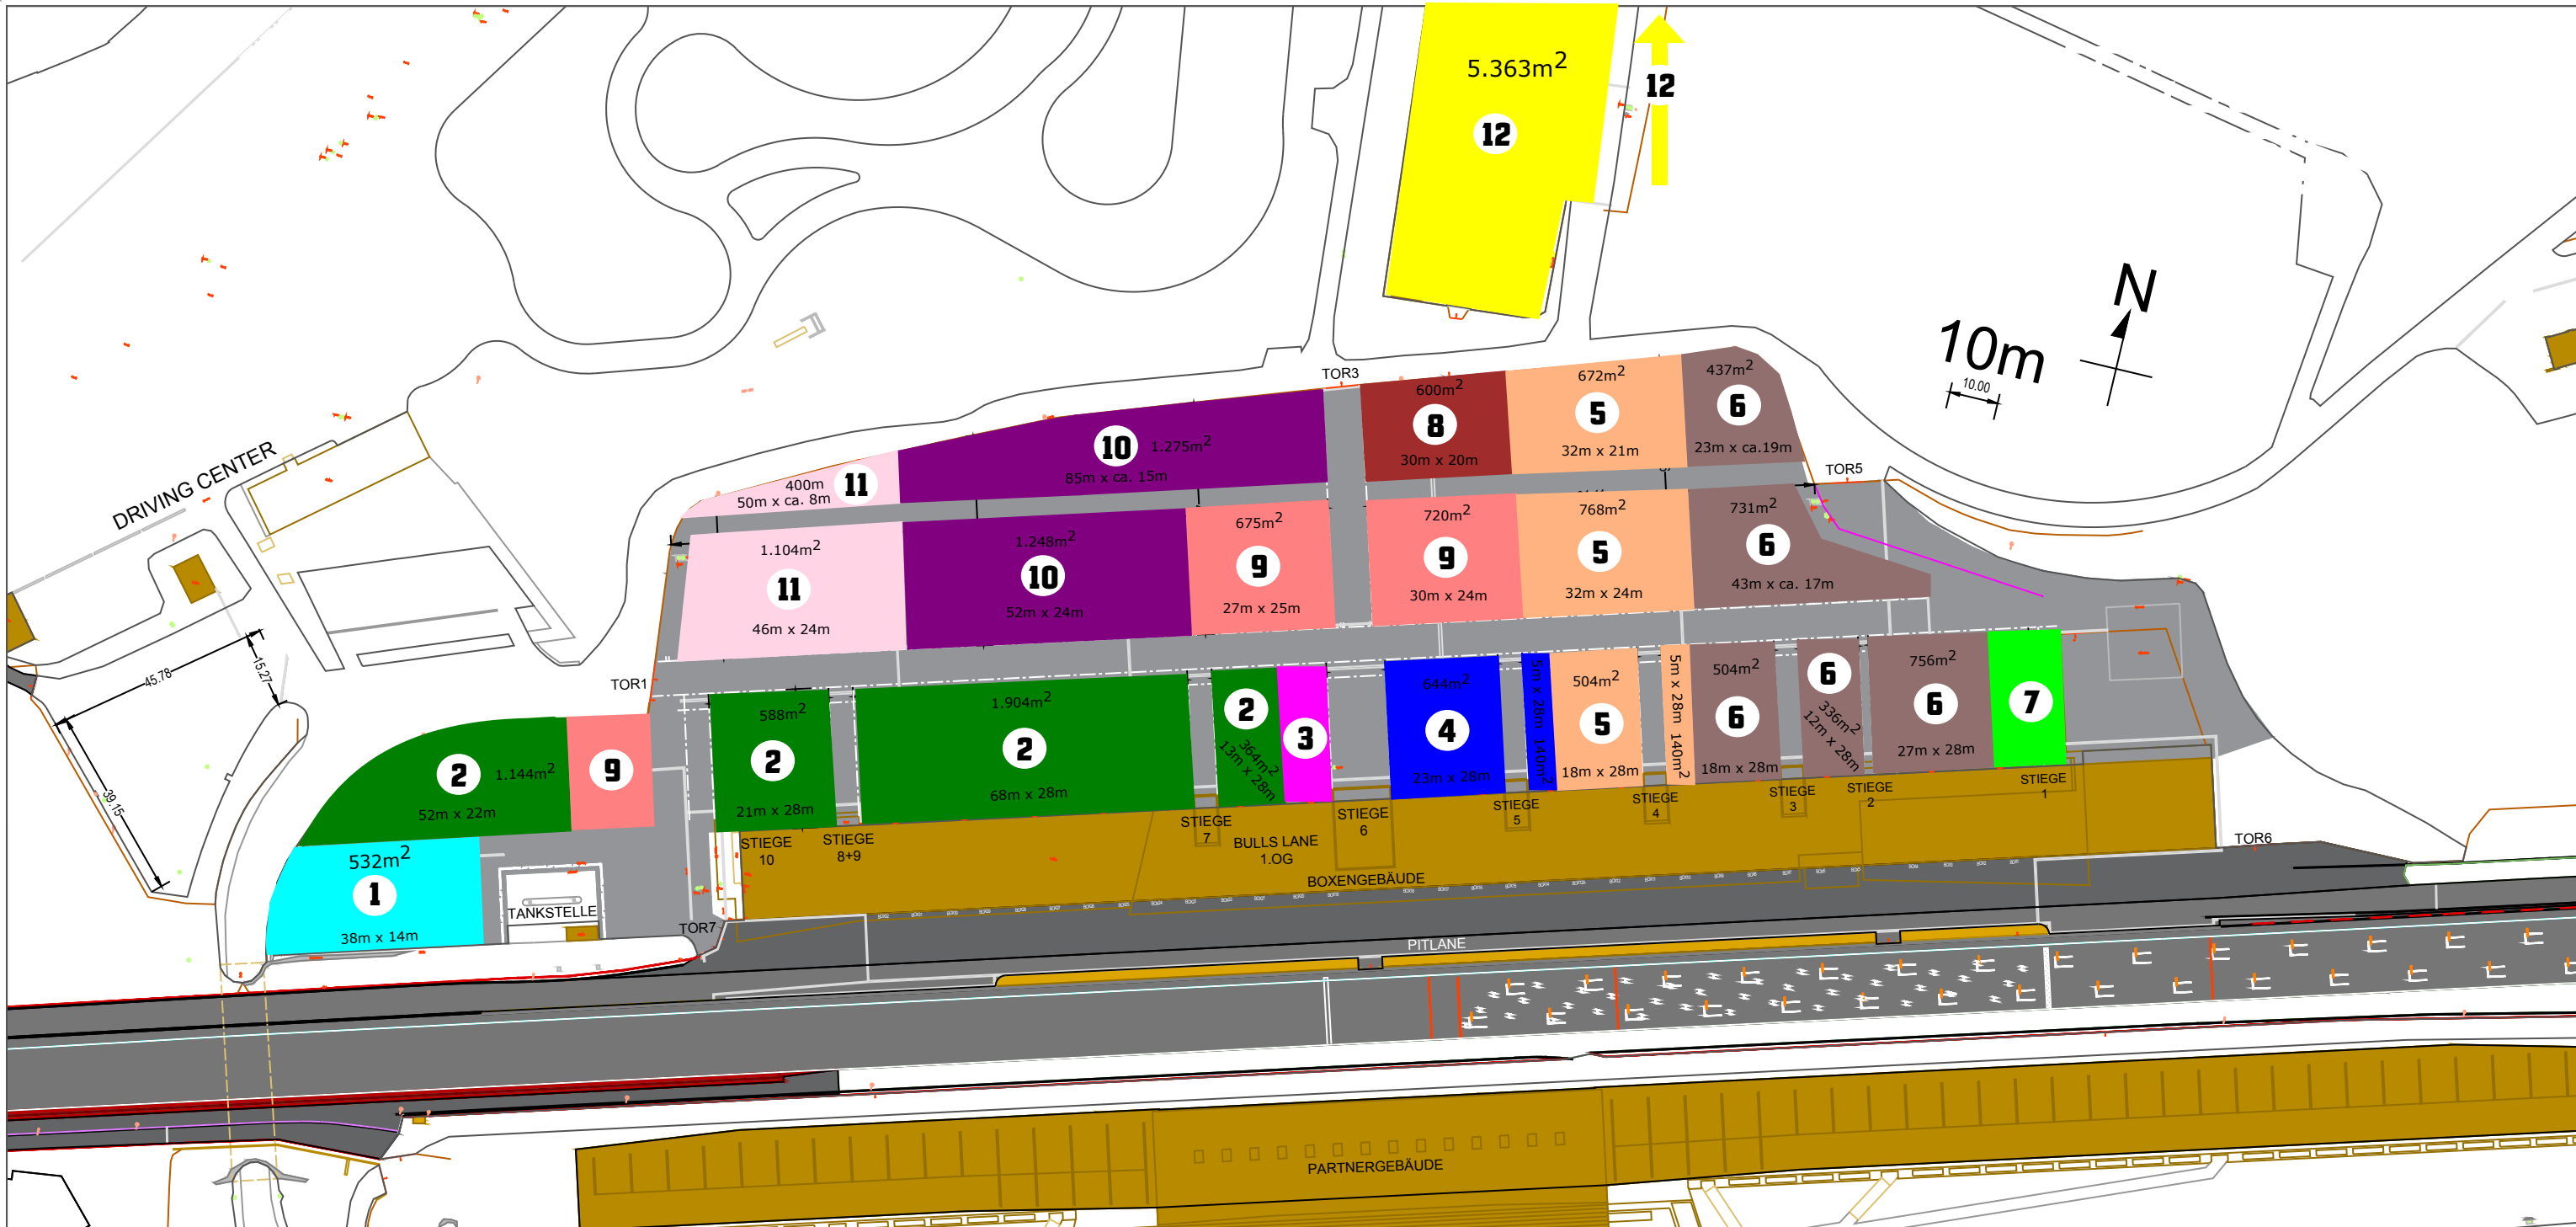 5.363m2
12
12
N
10m
10.00
DRIVING CENTER
45.78
15.27
39.15
TOR3
TOR5
TOR1
TOR6
TOR7
400m
50m x ca. 8m
11
10
1.275m2
85m x ca. 15m
600m2
8
30m x 20m
672m2
5
32m x 21m
437m2
6
23m x ca.19m
1.104m2
11
46m x 24m
1.248m2
10
52m x 24m
675m2
9
27m x 25m
720m2
9
30m x 24m
768m2
5
32m x 24m
731m2
6
43m x ca. 17m
2
1.144m2
52m x 22m
9
588m2
2
21m x 28m
1.904m2
2
68m x 28m
2
364m2
13m x 28m
3
644m2
4
23m x 28m
5m x 28m 140m2
504m2
5
18m x 28m
5m x 28m 140m2
504m2
6
18m x 28m
6
336m2
12m x 28m
756m2
6
27m x 28m
7
532m2
1
38m x 14m
TANKSTELLE
STIEGE
10
STIEGE
8+9
STIEGE
7
STIEGE
6
STIEGE
5
STIEGE
4
STIEGE
3
STIEGE
2
STIEGE
1
BULLS LANE
1.OG
BOXENGEBÄUDE
PITLANE
PARTNERGEBÄUDE